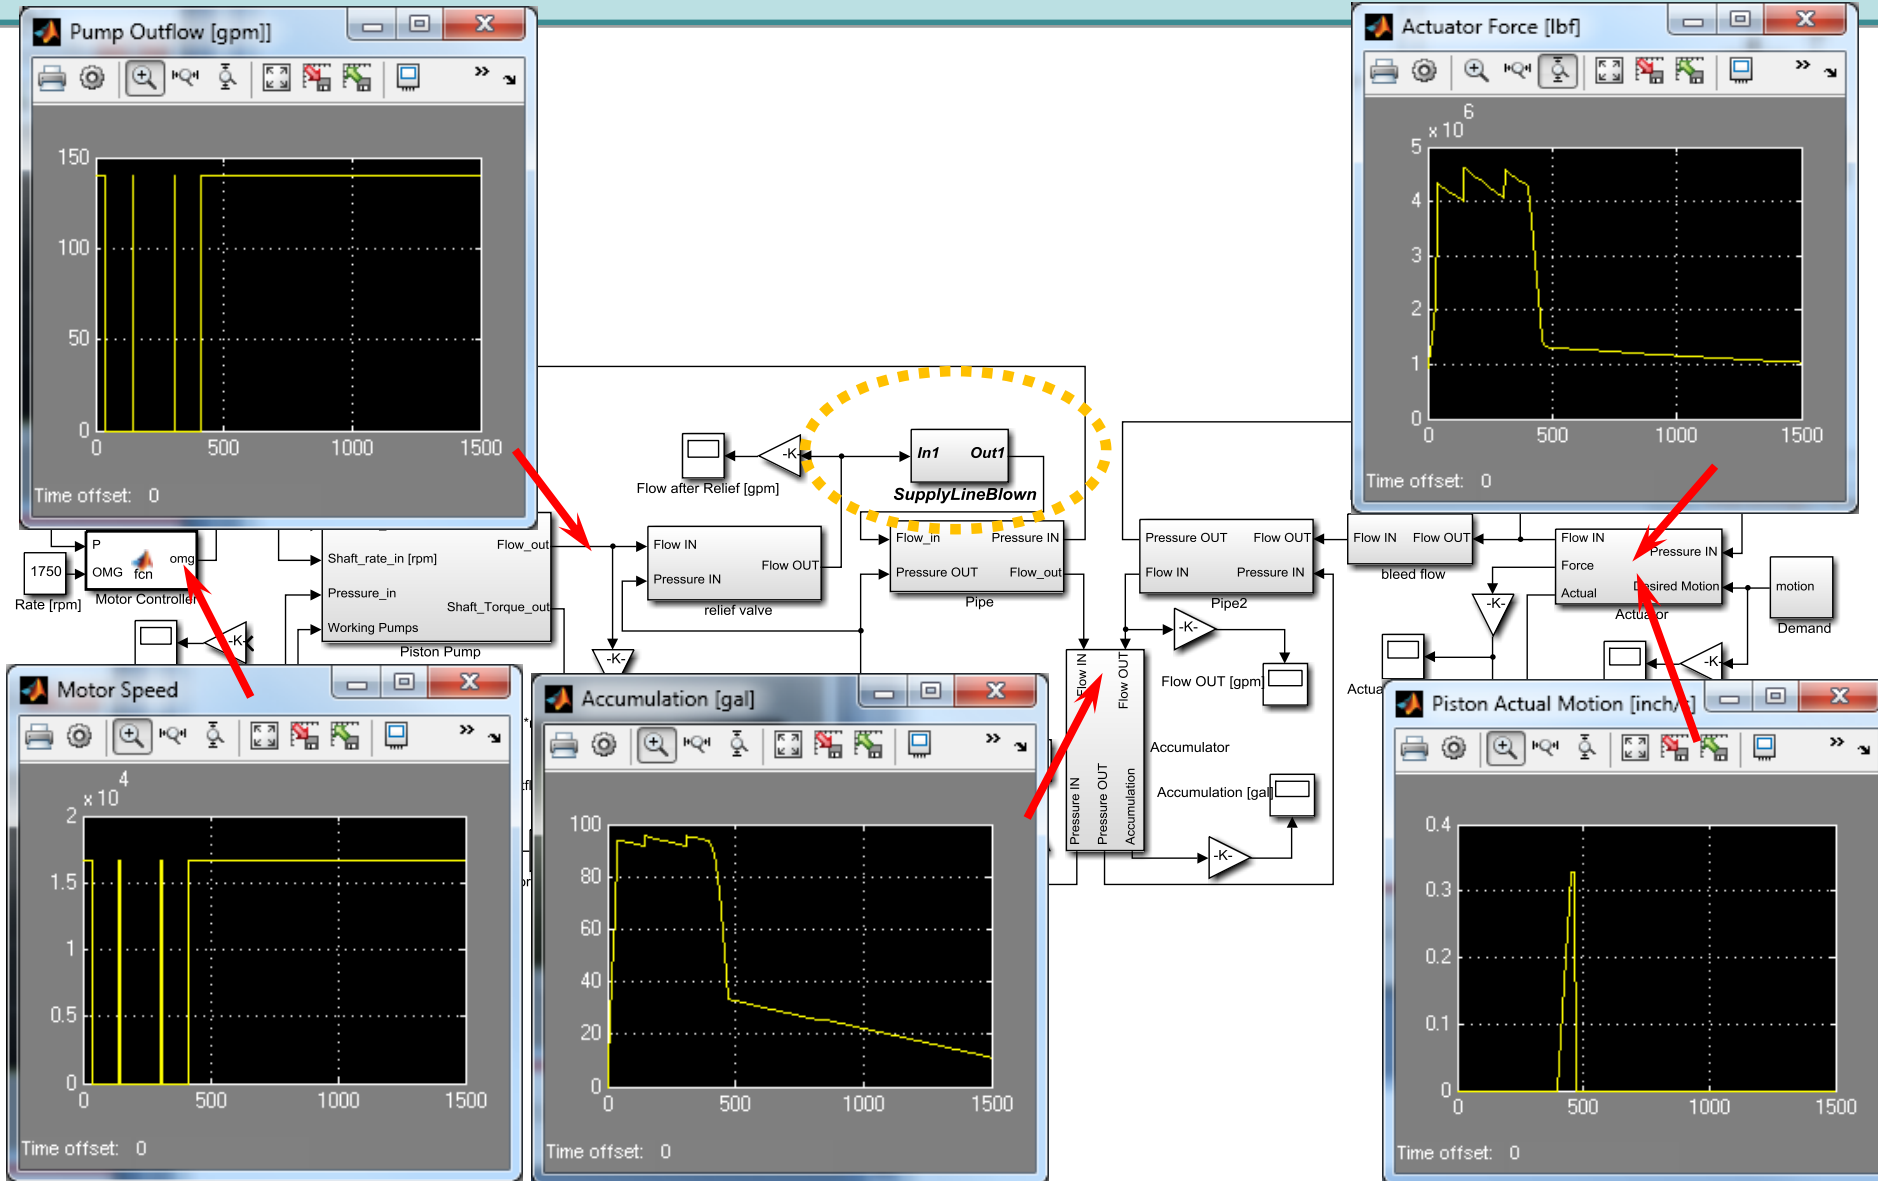 Pump Outflow [gpm]]
150
100
50
0
0
500
1000
1500
Time offset: 0
Actuator Force [lbf]
x 10
6
5
4
3
2
1
0
0
500
1000
1500
Time offset: 0
-K-
Flow after Relief [gpm]
In1 Out1
SupplyLineBlown
P
OMG
fcn
omg
Motor Controller
1750
Rate [rpm]
-K-
Shaft_rate_in [rpm]
Pressure_in
Working Pumps
Flow_out
Shaft_Torque_out
Piston Pump
-K-
Flow IN
Pressure IN
Flow OUT
relief valve
Flow_in
Pressure IN
Pressure OUT
Flow_out
Pipe
Pressure OUT
Flow OUT
Flow IN
Pressure IN
Pipe2
Flow IN
Flow OUT
bleed flow
Flow IN
Force
Actual
Pressure IN
Desired Motion
Actuator
motion
Demand
-K-
-K-
Actua
-K-
Flow OUT [gpm]
Flow IN
Flow OUT
Pressure IN
Pressure OUT
Accumulation
Accumulator
Accumulation [gal]
-K-
Motor Speed
x 10
4
2
1.5
1
0.5
0
0
500
1000
1500
Time offset: 0
Accumulation [gal]
100
80
60
40
20
0
0
500
1000
1500
Time offset: 0
Piston Actual Motion [inch/s]
0.4
0.3
0.2
0.1
0
0
500
1000
1500
Time offset: 0